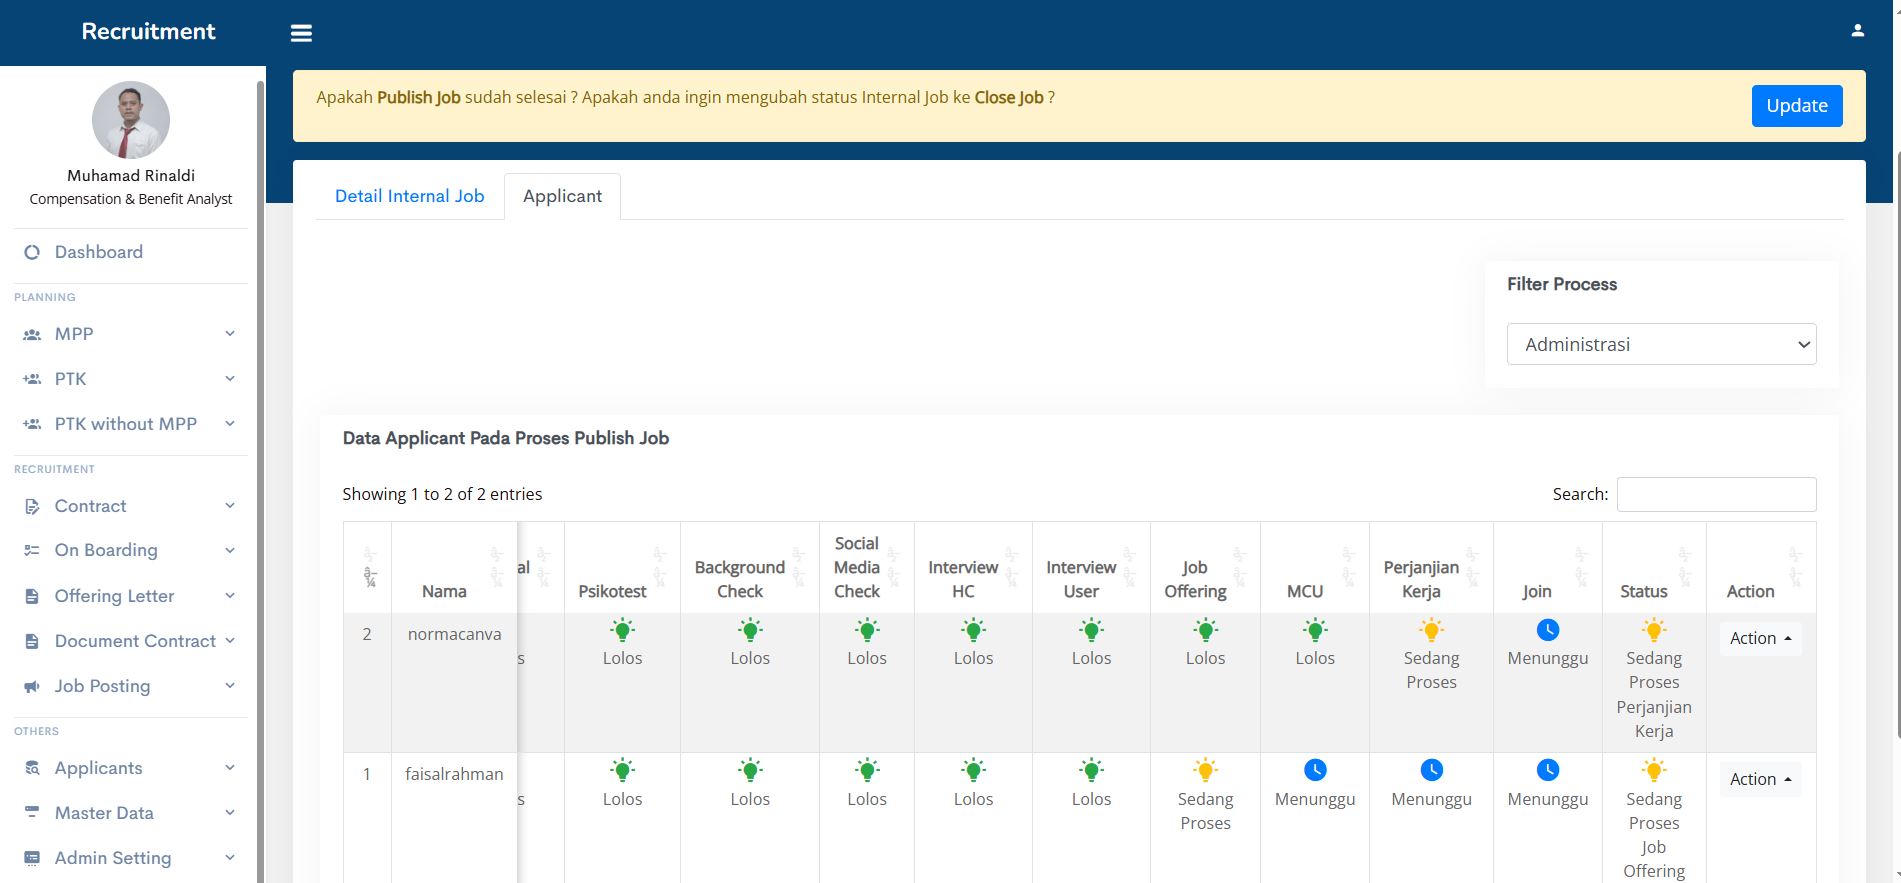 Recruitment
Apakah Publish Job sudah selesai ? Apakah anda ingin mengubah status Internal Job ke Close Job ?
Update
Muhamad Rinaldi
Compensation & Benefit Analyst
Dashboard
PLANNING
MPP
PTK
PTK without MPP
RECRUITMENT
Contract
On Boarding
Offering Letter
Document Contract
Job Posting
OTHERS
Applicants
Master Data
Admin Setting
Detail Internal Job
Applicant
Filter Process
Administrasi
Data Applicant Pada Proses Publish Job
Showing 1 to 2 of 2 entries
Search:
Nama
al
Psikotest
Background
Check
Social
Media
Check
Interview
HC
Interview
User
Job
Offering
MCU
Perjanjian
Kerja
Join
Status
Action
2
normacanva
s
Lolos
Lolos
Lolos
Lolos
Lolos
Lolos
Lolos
Sedang
Proses
Menunggu
Sedang
Proses
Perjanjian
Kerja
Action
1
faisalrahman
s
Lolos
Lolos
Lolos
Lolos
Lolos
Sedang
Proses
Menunggu
Menunggu
Menunggu
Sedang
Proses
Job
Offering
Action